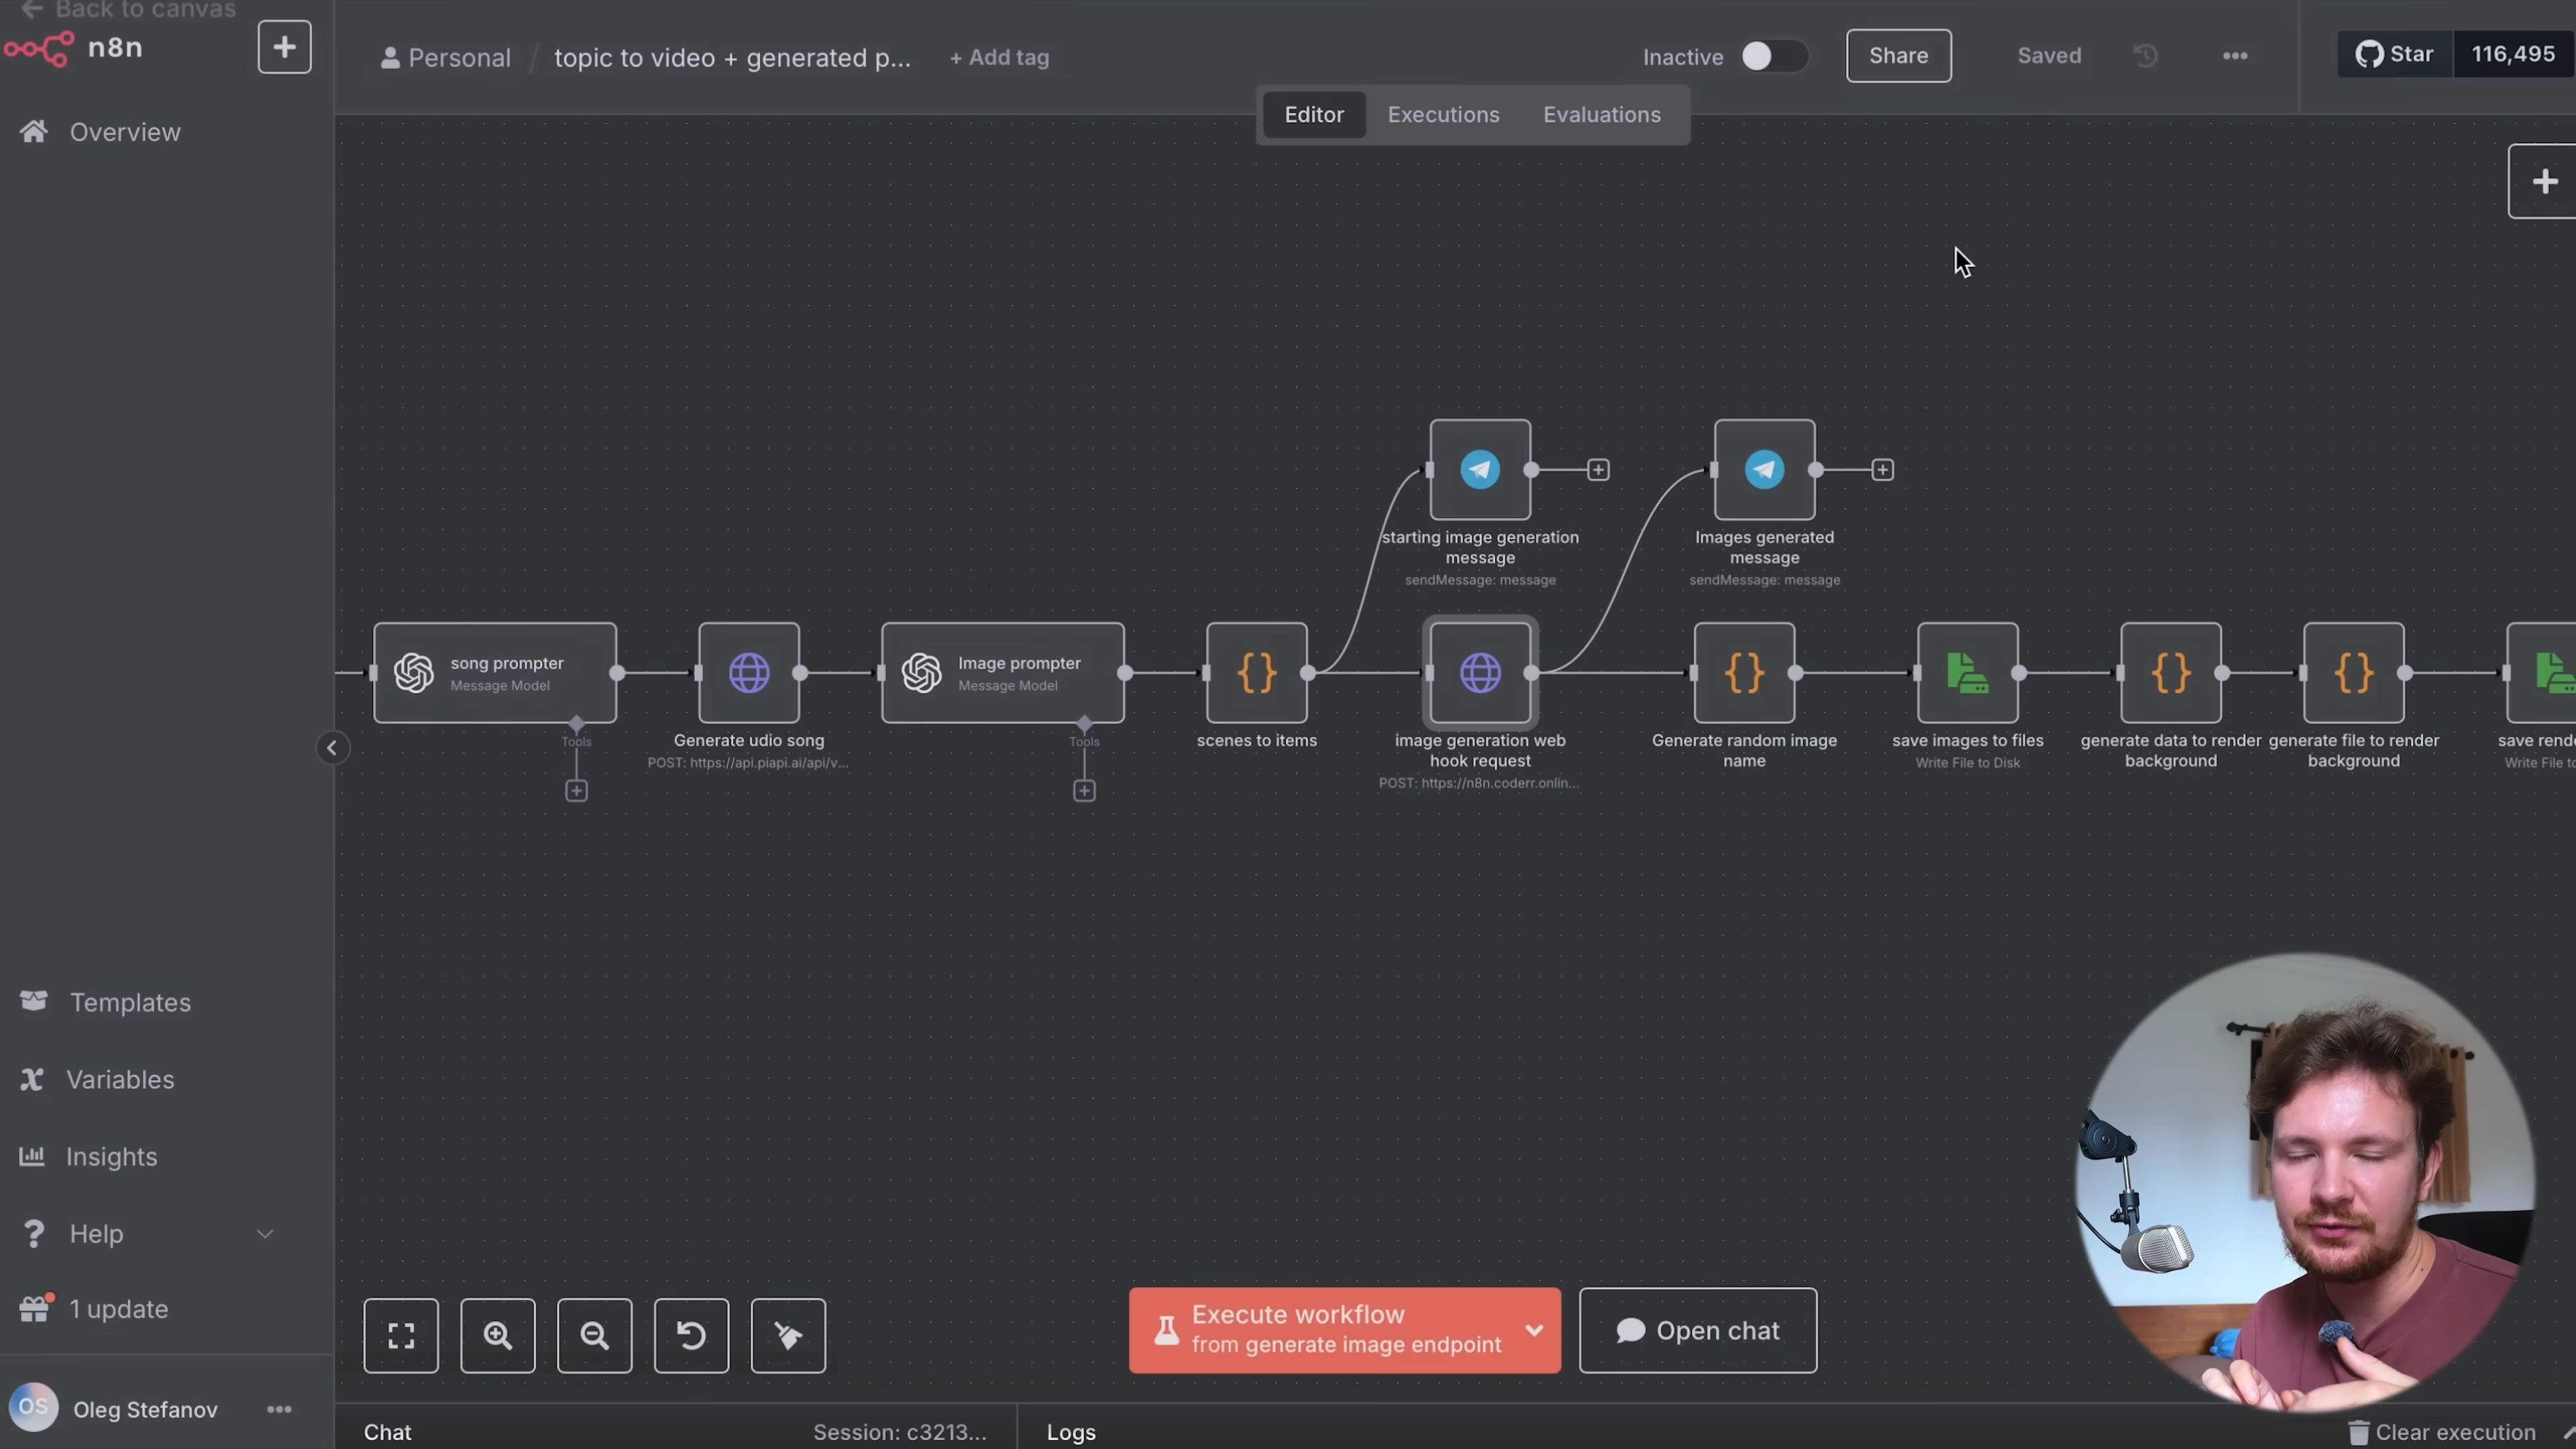 Back to canvas
n8n
Personal / topic to video + generated p... + Add tag
Inactive
Share
Saved
Star 116,495
Editor Executions Evaluations
Overview
starting image generation
message
sendMessage: message
Images generated
message
sendMessage: message
song prompter
Message Model
Tools
Generate udio song
POST: https://api.piapi.ai/api/v...
Image prompter
Message Model
Tools
scenes to items
image generation web
hook request
POST: https://n8n.coderr.onlin...
Generate random image
name
save images to files
Write File to Disk
generate data to render
background
generate file to render
background
save rend
Write File to
Templates
Variables
Insights
Help
1 update
OS Oleg Stefanov
Execute workflow
from generate image endpoint
Open chat
Chat
Session: c3213...
Logs
Clear execution